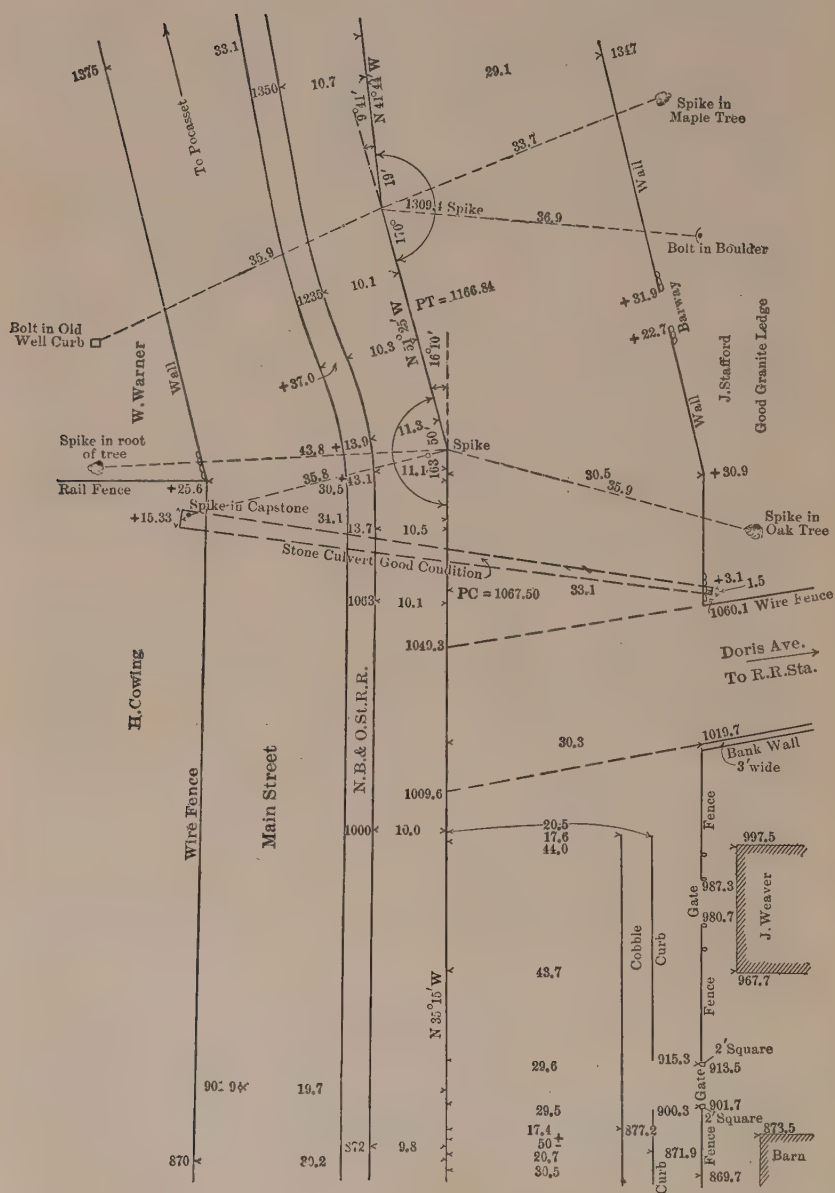 1375
To Pocasset
33.1
1350
10.7
9°41'
N 41°44' W
29.1
1347
Spike in
Maple Tree
33.7
19'
1309.4 Spike
Wall
36.9
170°
Bolt in Boulder
35.9
1235
10.1
PT = 1166.84
N 51°25' W
+31.9
Barway
Bolt in Old
Well Curb
W. Warner
Wall
+37.0
10.3
16°10'
+22.7
J. Stafford
Good Granite Ledge
Wall
Spike in root
of tree
43.8
+13.9
11.3
50'
163°
Spike
Rail Fence
+25.6
35.8
30.5
+13.1
11.1
30.5
35.9
+30.9
Spike in Capstone
+15.33
34.1
13.7
10.5
Spike in
Oak Tree
Stone Culvert Good Condition
+3.1
1.5
1063
10.1
PC = 1067.50
33.1
1060.1 Wire Fence
1049.3
Doris Ave.
To R.R.Sta.
H. Cowing
N.B. & O.St.R.R.
1019.7
30.3
Bank Wall
3' wide
Wire Fence
Main Street
1009.6
Fence
1000
10.0
20.5
17.6
44.0
997.5
987.3
Gate
980.7
J. Weaver
Cobble
Curb
43.7
967.7
N 35°15' W
Fence
915.3
2' Square
913.5
29.6
Gate
19.7
29.5
900.3
901.7
2' Square
17.4
877.2
873.5
50±
872
9.8
20.7
871.9
Fence
Barn
870
30.5
Curb
869.7